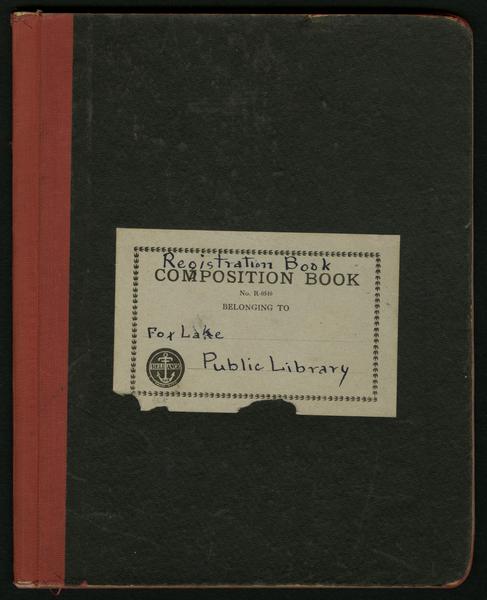 Registration Book
COMPOSITION BOOK
BELONGING TO
Fox Lake
Public Library